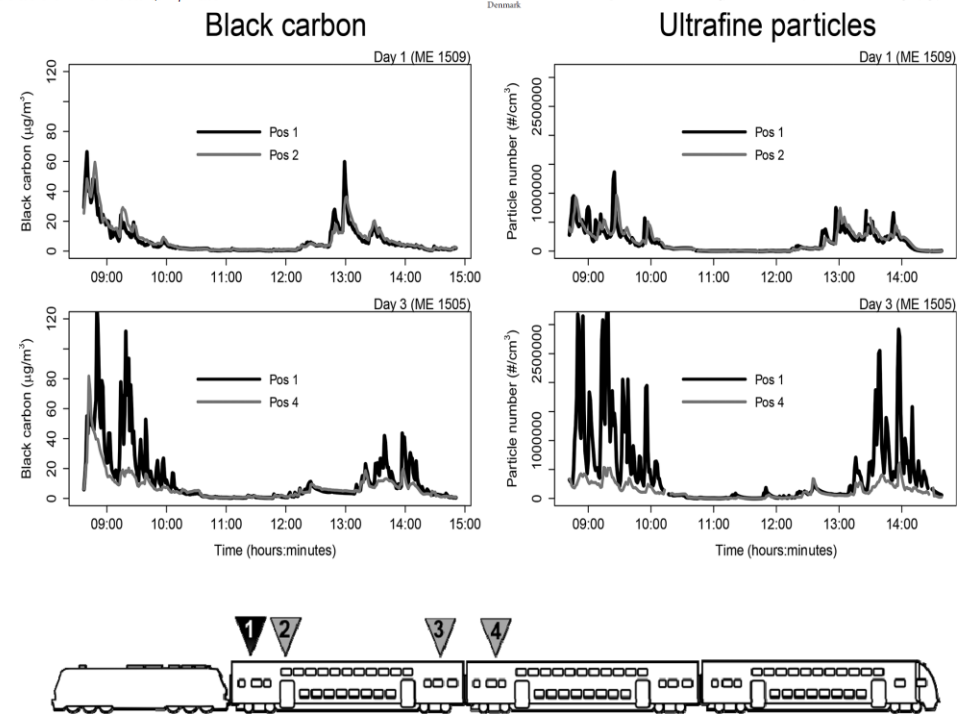 Denmark
Black carbon
Ultrafine particles
Day 1 (ME 1509)
Black carbon (µg/m³)
120
80
60
40
20
0
Pos 1
Pos 2
09:00 10:00 11:00 12:00 13:00 14:00 15:00
Day 1 (ME 1509)
Particle number (#/cm³)
2500000
1000000
0
Pos 1
Pos 2
09:00 10:00 11:00 12:00 13:00 14:00
Day 3 (ME 1505)
Black carbon (µg/m³)
120
80
60
40
20
0
Pos 1
Pos 4
09:00 10:00 11:00 12:00 13:00 14:00 15:00
Time (hours:minutes)
Day 3 (ME 1505)
Particle number (#/cm³)
2500000
1000000
0
Pos 1
Pos 4
09:00 10:00 11:00 12:00 13:00 14:00
Time (hours:minutes)
1 2 3 4